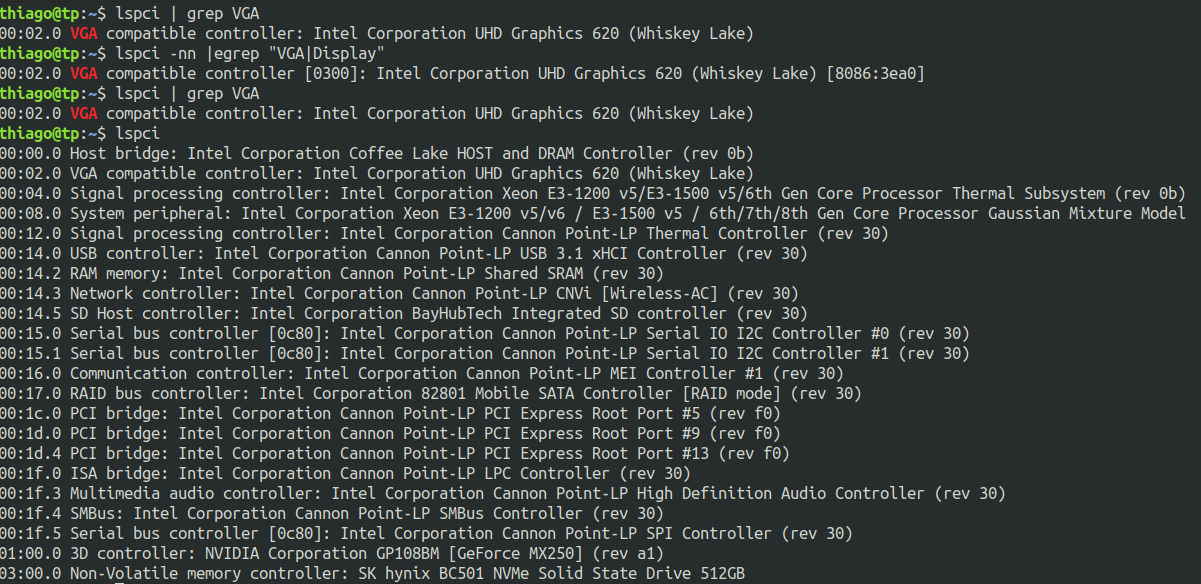 thiago@tp:~$ lspci | grep VGA
00:02.0 VGA compatible controller: Intel Corporation UHD Graphics 620 (Whiskey Lake)
thiago@tp:~$ lspci -nn |egrep "VGA|Display"
00:02.0 VGA compatible controller [0300]: Intel Corporation UHD Graphics 620 (Whiskey Lake) [8086:3ea0]
thiago@tp:~$ lspci | grep VGA
00:02.0 VGA compatible controller: Intel Corporation UHD Graphics 620 (Whiskey Lake)
thiago@tp:~$ lspci
00:00.0 Host bridge: Intel Corporation Coffee Lake HOST and DRAM Controller (rev 0b)
00:02.0 VGA compatible controller: Intel Corporation UHD Graphics 620 (Whiskey Lake)
00:04.0 Signal processing controller: Intel Corporation Xeon E3-1200 v5/E3-1500 v5/6th Gen Core Processor Thermal Subsystem (rev 0b)
00:08.0 System peripheral: Intel Corporation Xeon E3-1200 v5/v6 / E3-1500 v5 / 6th/7th/8th Gen Core Processor Gaussian Mixture Model
00:12.0 Signal processing controller: Intel Corporation Cannon Point-LP Thermal Controller (rev 30)
00:14.0 USB controller: Intel Corporation Cannon Point-LP USB 3.1 xHCI Controller (rev 30)
00:14.2 RAM memory: Intel Corporation Cannon Point-LP Shared SRAM (rev 30)
00:14.3 Network controller: Intel Corporation Cannon Point-LP CNVi [Wireless-AC] (rev 30)
00:14.5 SD Host controller: Intel Corporation BayHubTech Integrated SD controller (rev 30)
00:15.0 Serial bus controller [0c80]: Intel Corporation Cannon Point-LP Serial IO I2C Controller #0 (rev 30)
00:15.1 Serial bus controller [0c80]: Intel Corporation Cannon Point-LP Serial IO I2C Controller #1 (rev 30)
00:16.0 Communication controller: Intel Corporation Cannon Point-LP MEI Controller #1 (rev 30)
00:17.0 RAID bus controller: Intel Corporation 82801 Mobile SATA Controller [RAID mode] (rev 30)
00:1c.0 PCI bridge: Intel Corporation Cannon Point-LP PCI Express Root Port #5 (rev f0)
00:1d.0 PCI bridge: Intel Corporation Cannon Point-LP PCI Express Root Port #9 (rev f0)
00:1d.4 PCI bridge: Intel Corporation Cannon Point-LP PCI Express Root Port #13 (rev f0)
00:1f.0 ISA bridge: Intel Corporation Cannon Point-LP LPC Controller (rev 30)
00:1f.3 Multimedia audio controller: Intel Corporation Cannon Point-LP High Definition Audio Controller (rev 30)
00:1f.4 SMBus: Intel Corporation Cannon Point-LP SMBus Controller (rev 30)
00:1f.5 Serial bus controller [0c80]: Intel Corporation Cannon Point-LP SPI Controller (rev 30)
01:00.0 3D controller: NVIDIA Corporation GP108BM [GeForce MX250] (rev a1)
03:00.0 Non-Volatile memory controller: SK hynix BC501 NVMe Solid State Drive 512GB